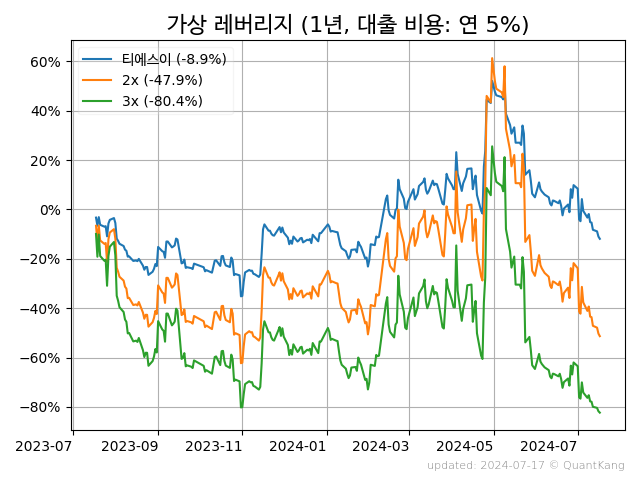 가상 레버리지 (1년, 대출 비용: 연 5%)
티에스이 (-8.9%)
2x (-47.9%)
3x (-80.4%)
60%
40%
20%
0%
−20%
−40%
−60%
−80%
2023-07 2023-09 2023-11 2024-01 2024-03 2024-05 2024-07
updated: 2024-07-17 © QuantKang